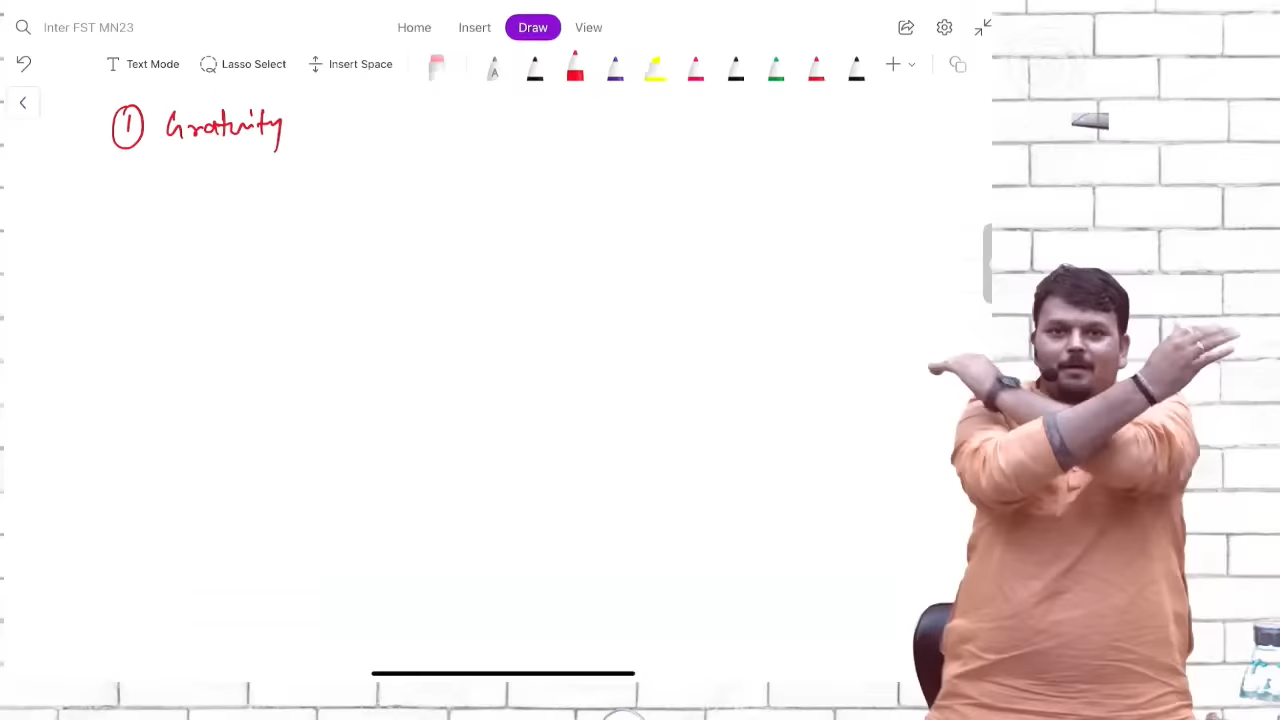 Inter FST MN23
Home Insert Draw View
Text Mode Lasso Select Insert Space
A
① Gratuity